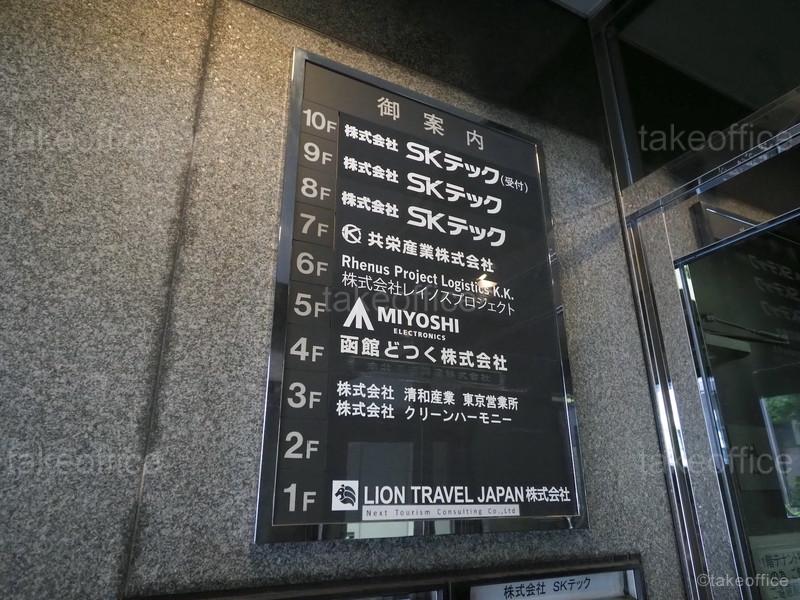 御案内
10F 株式会社 SKテック(受付)
9F 株式会社 SKテック
8F 株式会社 SKテック
7F 共栄産業株式会社
6F Rhenus Project Logistics K.K.
株式会社レイノスプロジェクト
5F MIYOSHI
ELECTRONICS
4F 函館どつく株式会社
3F 株式会社 清和産業 東京営業所
株式会社 クリーンハーモニー
2F
1F LION TRAVEL JAPAN株式会社
Next Tourism Consulting Co.,Ltd
株式会社 SKテック
takeoffice
takeoffice
takeoffice
takeoffice
takeoffice
©takeoffice